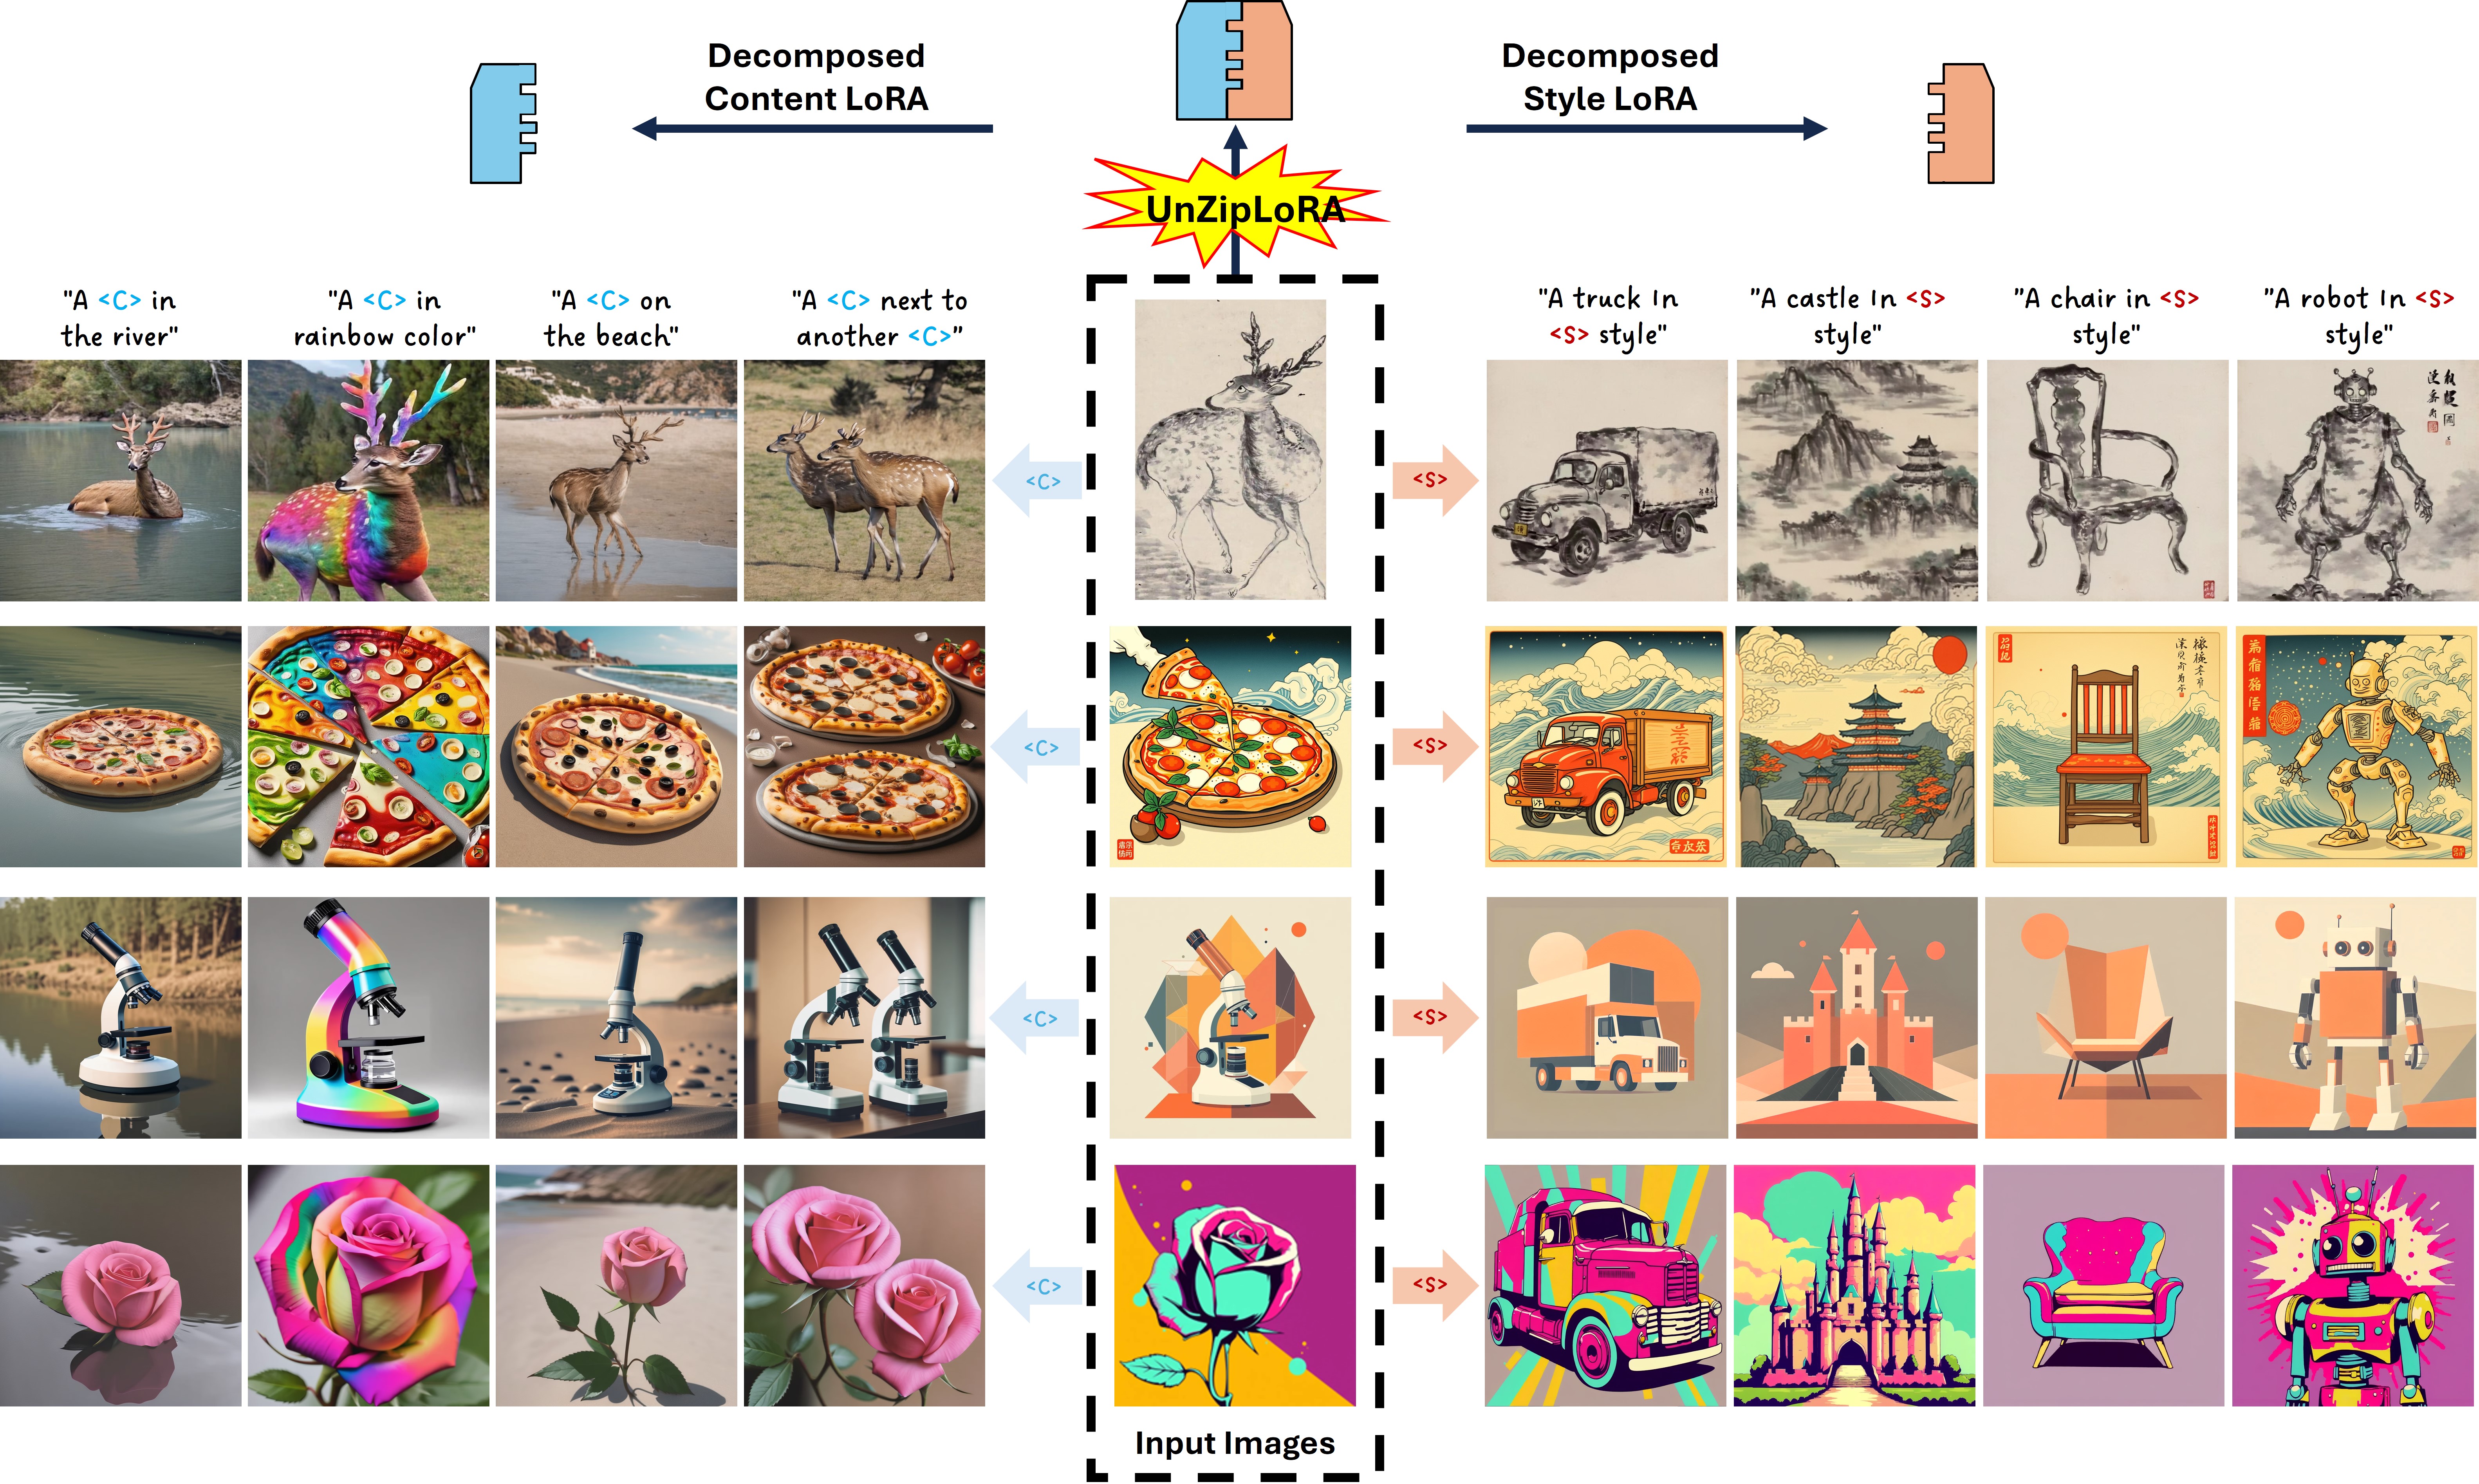 Decomposed
Content LoRA
Decomposed
Style LoRA
UnZipLoRA
"A <C> in
the river"
"A <C> in
rainbow color"
"A <C> on
the beach"
"A <C> next to
another <C>”
"A truck in
<S> style"
"A castle in <S>
style"
"A chair in <S>
style"
"A robot in <S>
style"
<C>
<S>
<C>
<S>
<C>
<S>
<C>
<S>
Input Images